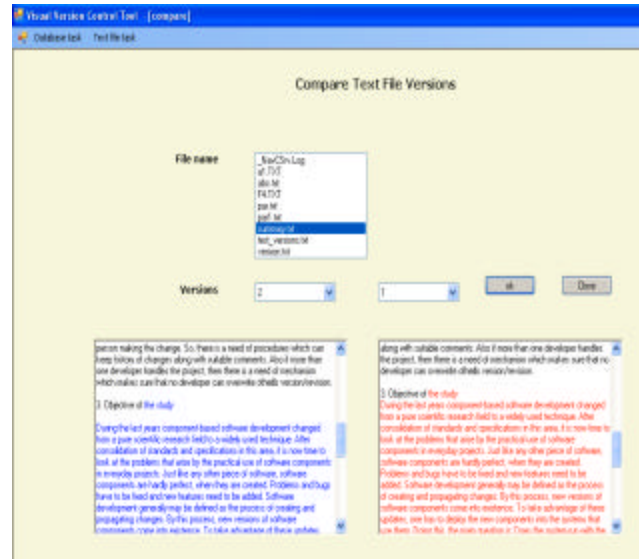 Visual Version Control Tool - [compare]
Database task Text file task
Compare Text File Versions
File name
_NavCSrv.Log
F4.TXT
summary.txt
text_versions.txt
version.txt
Versions
2
1
ok
Close
person making the change. So, there is a need of procedures which can
keep history of changes along with suitable comments. Also if more than
one developer handles the project, then there is a need of mechanism
which makes sure that no developer can overwrite version/revision.
3. Objective of the study
During the last years component-based software development changed
from a pure scientific research field to a widely used technique. After
consolidation of standards and specifications in this area, it is now time to
look at the problems that arise by the practical use of software components
in everyday projects. Just like any other piece of software, software
components are hardly perfect, when they are created. Problems and bugs
have to be fixed and new features need to be added. Software
development generally may be defined as the process of creating and
propagating changes. By this process, new versions of software
components come into existence. To take advantage of these updates,
along with suitable comments. Also if more than one developer handles
the project, then there is a need of mechanism which makes sure that no
developer can overwrite version/revision.
3. Objective of the study
During the last years component-based software development changed
from a pure scientific research field to a widely used technique. After
consolidation of standards and specifications in this area, it is now time to
look at the problems that arise by the practical use of software
components in everyday projects. Just like any other piece of software,
software components are hardly perfect, when they are created.
Problems and bugs have to be fixed and new features need to be
added. Software development generally may be defined as the process
of creating and propagating changes. By this process, new versions of
software components come into existence. To take advantage of these
updates, one has to deploy the new components into the systems that